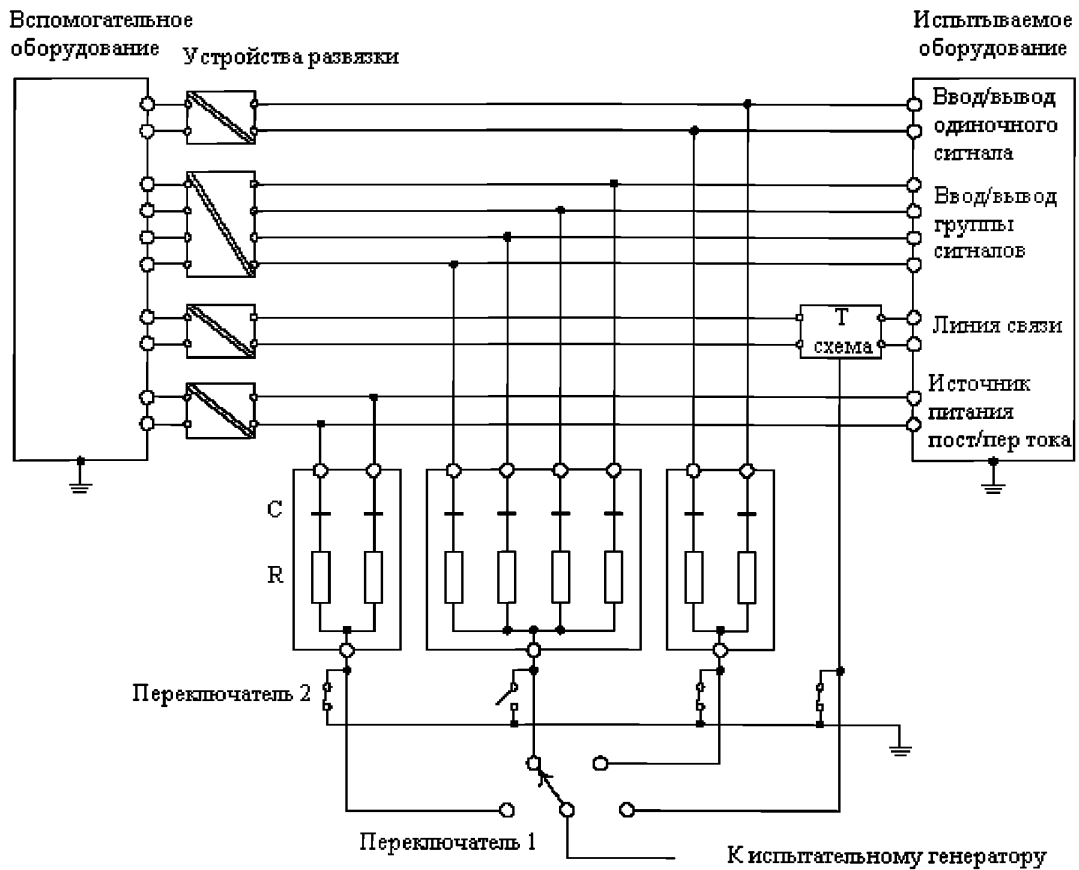 Вспомогательное
оборудование
Устройства развязки
Испытываемое
оборудование
Ввод/вывод
одиночного
сигнала
Ввод/вывод
группы
сигналов
Т
схема
Линия связи
Источник
питания
пост/пер тока
C
R
Переключатель 2
Переключатель 1
К испытательному генератору